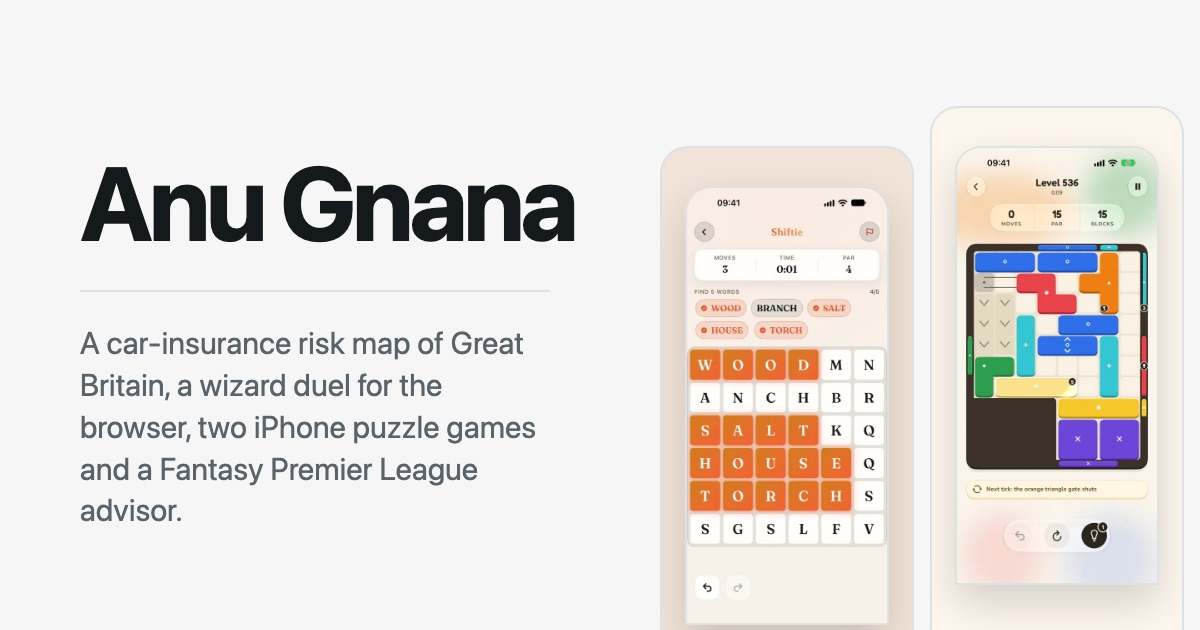 Anu Gnana
A car-insurance risk map of Great
Britain, a wizard duel for the
browser, two iPhone puzzle games
and a Fantasy Premier League
advisor.
09:41
Shiftie
MOVES TIME PAR
3 0:01 4
FIND 5 WORDS 4/5
WOOD BRANCH SALT
HOUSE TORCH
W O O D M N
A N C H B R
S A L T K Q
H O U S E Q
T O R C H S
S G S L F V
09:41
Level 536
0:09
0 15 15
MOVES PAR BLOCKS
Next tick: the orange triangle gate shuts
1